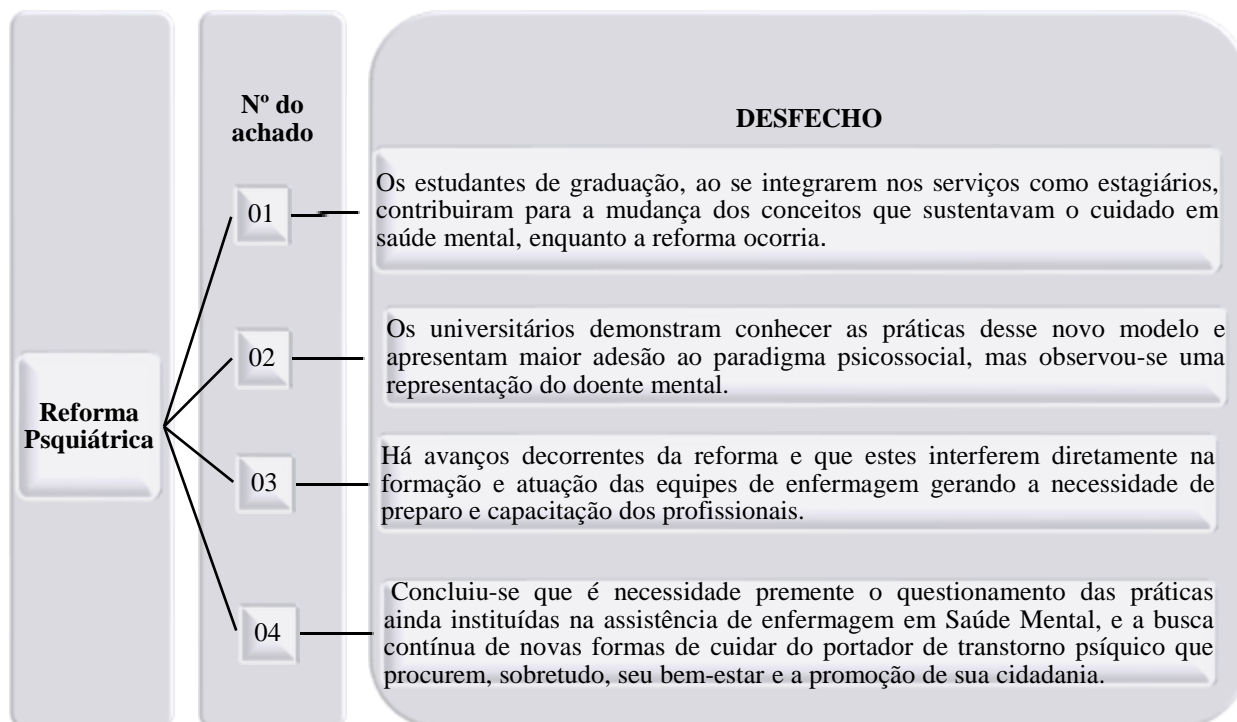 Nº do
achado
DESFECHO
Reforma
Psquiátrica
01
Os estudantes de graduação, ao se integrarem nos serviços como estagiários,
contribuiram para a mudança dos conceitos que sustentavam o cuidado em
saúde mental, enquanto a reforma ocorria.
02
Os universitários demonstram conhecer as práticas desse novo modelo e
apresentam maior adesão ao paradigma psicossocial, mas observou-se uma
representação do doente mental.
03
Há avanços decorrentes da reforma e que estes interferem diretamente na
formação e atuação das equipes de enfermagem gerando a necessidade de
preparo e capacitação dos profissionais.
04
Concluiu-se que é necessidade premente o questionamento das práticas
ainda instituídas na assistência de enfermagem em Saúde Mental, e a busca
contínua de novas formas de cuidar do portador de transtorno psíquico que
procurem, sobretudo, seu bem-estar e a promoção de sua cidadania.